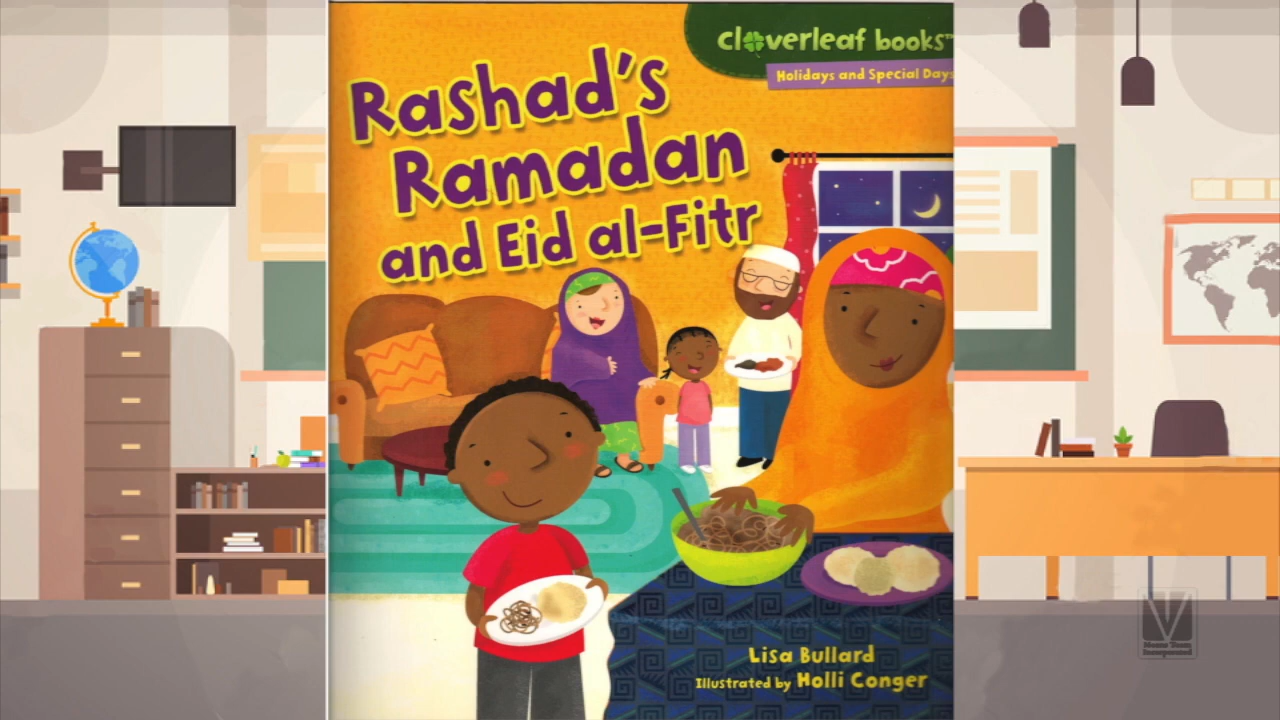 cloverleaf books™
Holidays and Special Days
Rashad's
Ramadan
and Eid al-Fitr
Lisa Bullard
Illustrated by Holli Conger